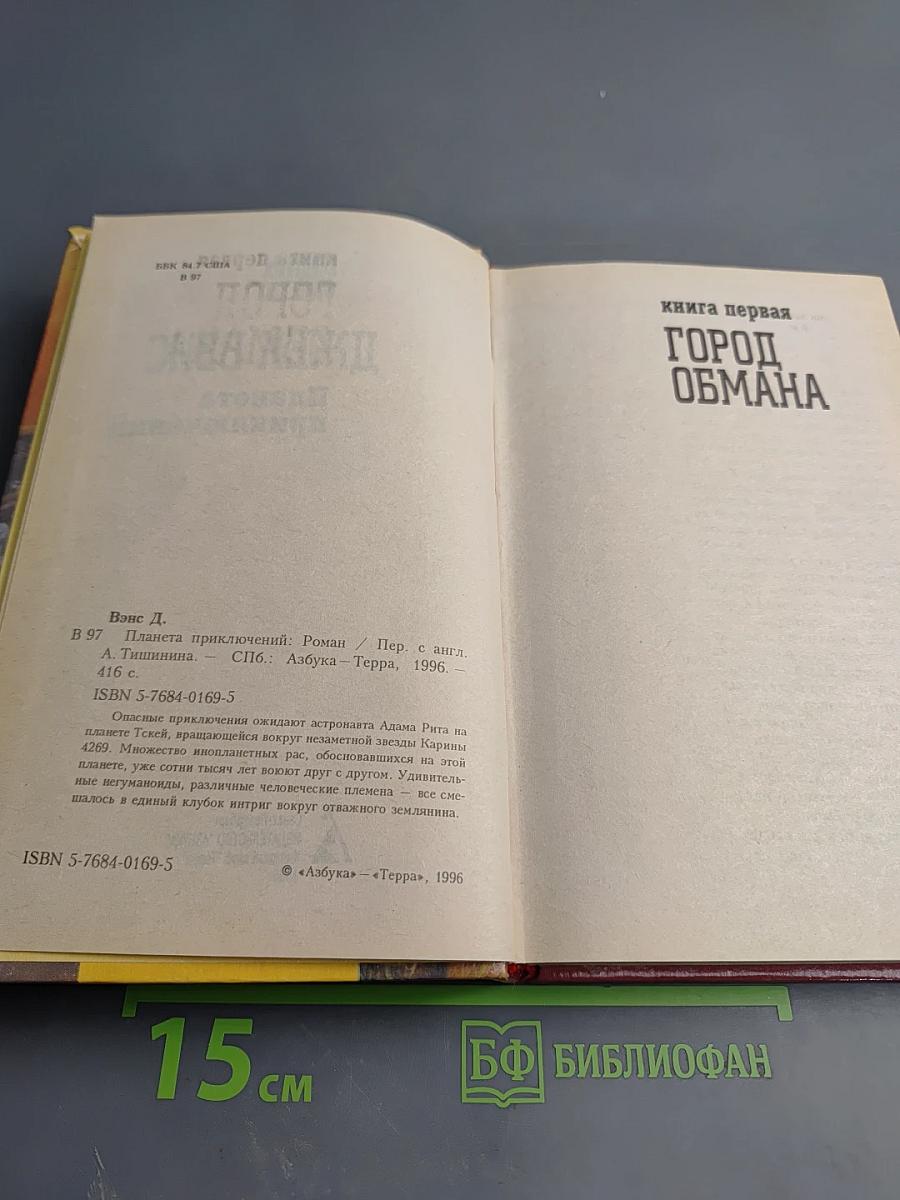 ББК 84.7 США
В 97
Вэнс Д.
В 97 Планета приключений: Роман / Пер. с англ.
А. Тишинина. — СПб.: Азбука — Терра, 1996. —
416 с.
ISBN 5-7684-0169-5
Опасные приключения ожидают астронавта Адама Рита на
планете Тскей, вращающейся вокруг незаметной звезды Карины
4269. Множество инопланетных рас, обосновавшихся на этой
планете, уже сотни тысяч лет воюют друг с другом. Удивитель-
ные негуманоиды, различные человеческие племена — все сме-
шалось в единый клубок интриг вокруг отважного землянина.
ISBN 5-7684-0169-5
© «Азбука» — «Терра», 1996
книга первая
ГОРОД
ОБМАНА
15 см
БФ БИБЛИОФАН